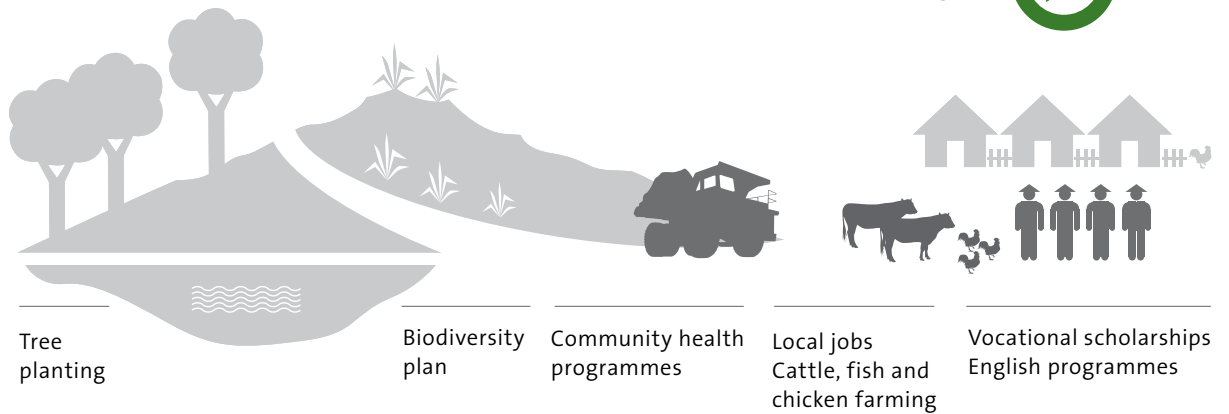 Tree
planting
Biodiversity
plan
Community health
programmes
Local jobs
Cattle, fish and
chicken farming
Vocational scholarships
English programmes